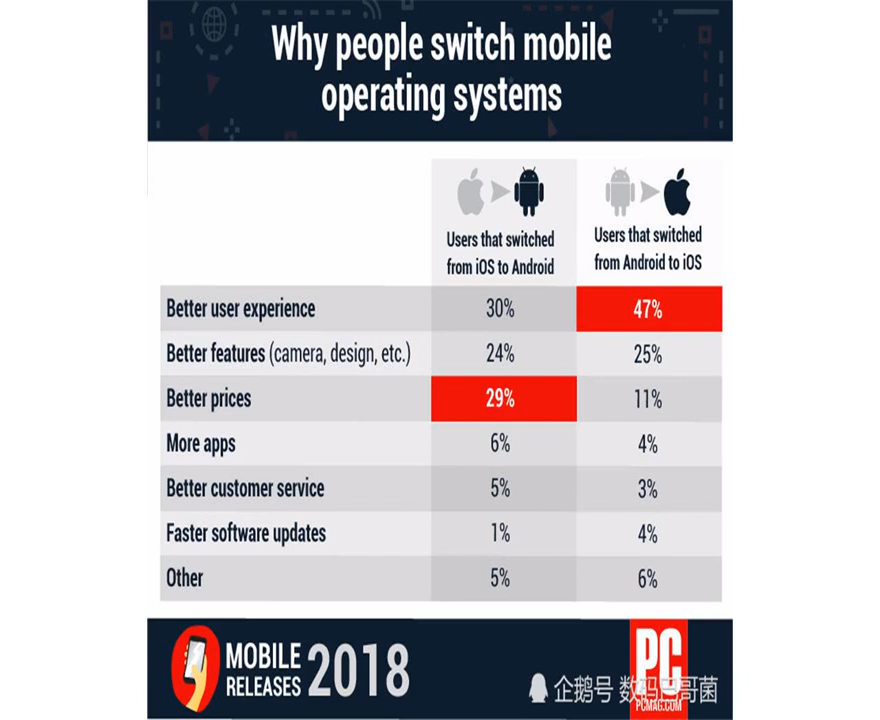 Why people switch mobile
operating systems
Users that switched
from iOS to Android
Users that switched
from Android to iOS
Better user experience 30% 47%
Better features (camera, design, etc.) 24% 25%
Better prices 29% 11%
More apps 6% 4%
Better customer service 5% 3%
Faster software updates 1% 4%
Other 5% 6%
MOBILE
RELEASES 2018
PC
PCMAG.COM
企鹅号 数码 哥菌